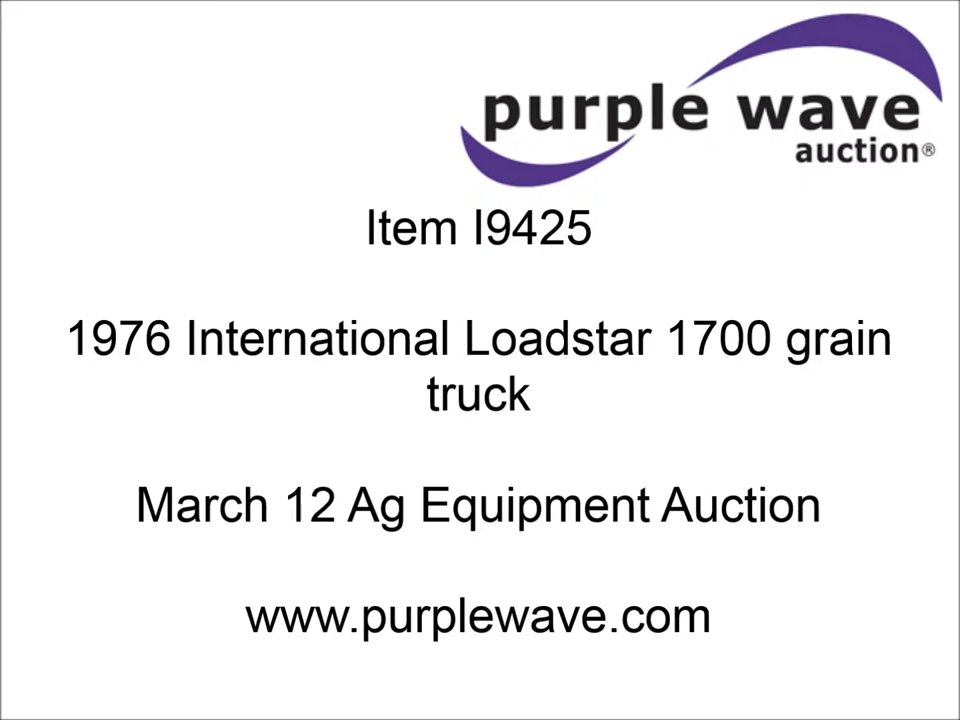 purple wave
auction®
Item I9425
1976 International Loadstar 1700 grain
truck
March 12 Ag Equipment Auction
www.purplewave.com